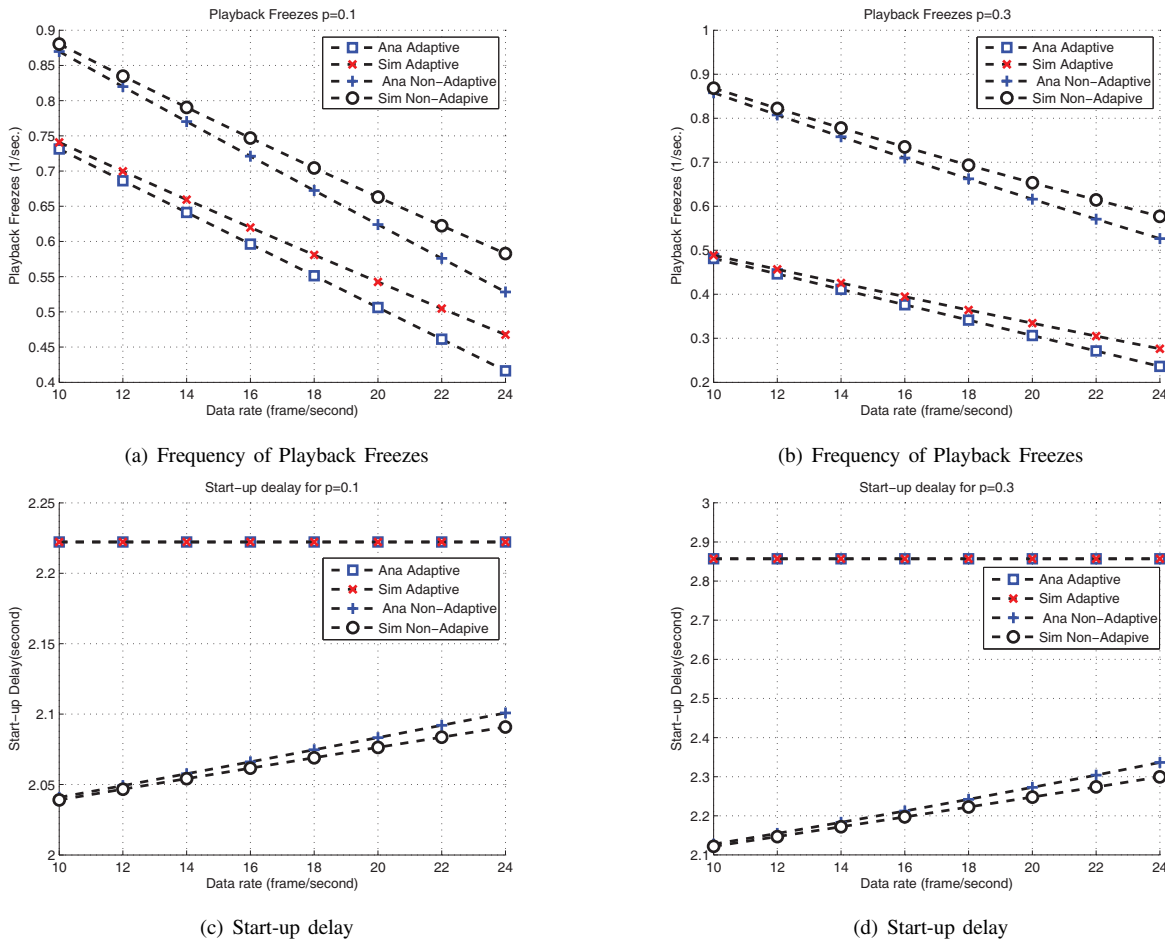 Playback Freezes p=0.1
Playback Freezes (1/sec.)
0.9
0.85
0.8
0.75
0.7
0.65
0.6
0.55
0.5
0.45
0.4
Ana Adaptive
Sim Adaptive
Ana Non−Adaptive
Sim Non−Adapive
10 12 14 16 18 20 22 24
Data rate (frame/second)
(a) Frequency of Playback Freezes
Playback Freezes p=0.3
Playback Freezes (1/sec.)
1
0.9
0.8
0.7
0.6
0.5
0.4
0.3
0.2
Ana Adaptive
Sim Adaptive
Ana Non−Adaptive
Sim Non−Adapive
10 12 14 16 18 20 22 24
Data rate (frame/second)
(b) Frequency of Playback Freezes
Start−up dealay for p=0.1
Start−up Delay(second)
2.25
2.2
2.15
2.1
2.05
2
Ana Adaptive
Sim Adaptive
Ana Non−Adaptive
Sim Non−Adapive
10 12 14 16 18 20 22 24
Data rate (frame/second)
(c) Start-up delay
Start−up dealay for p=0.3
Start−up Delay(second)
3
2.9
2.8
2.7
2.6
2.5
2.4
2.3
2.2
2.1
Ana Adaptive
Sim Adaptive
Ana Non−Adaptive
Sim Non−Adapive
10 12 14 16 18 20 22 24
Data rate (frame/second)
(d) Start-up delay